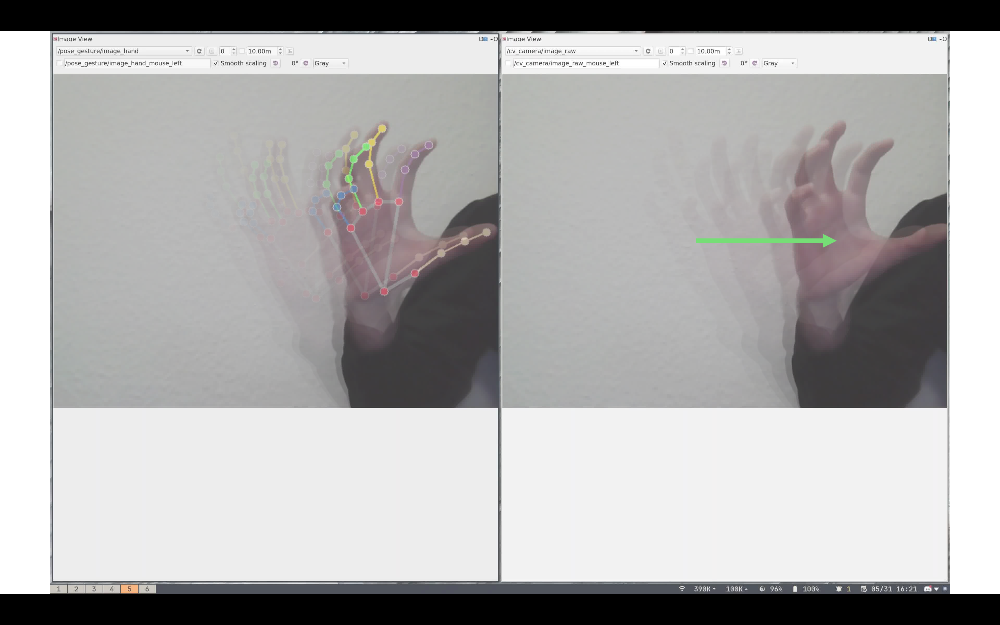 Image View
/pose_gesture/image_hand 0 10.00m
/pose_gesture/image_hand_mouse_left Smooth scaling 0° Gray
Image View
/cv_camera/image_raw 0 10.00m
/cv_camera/image_raw_mouse_left Smooth scaling 0° Gray
1 2 3 4 5 6
390K 100K 96% 100% 1 05/31 16:21